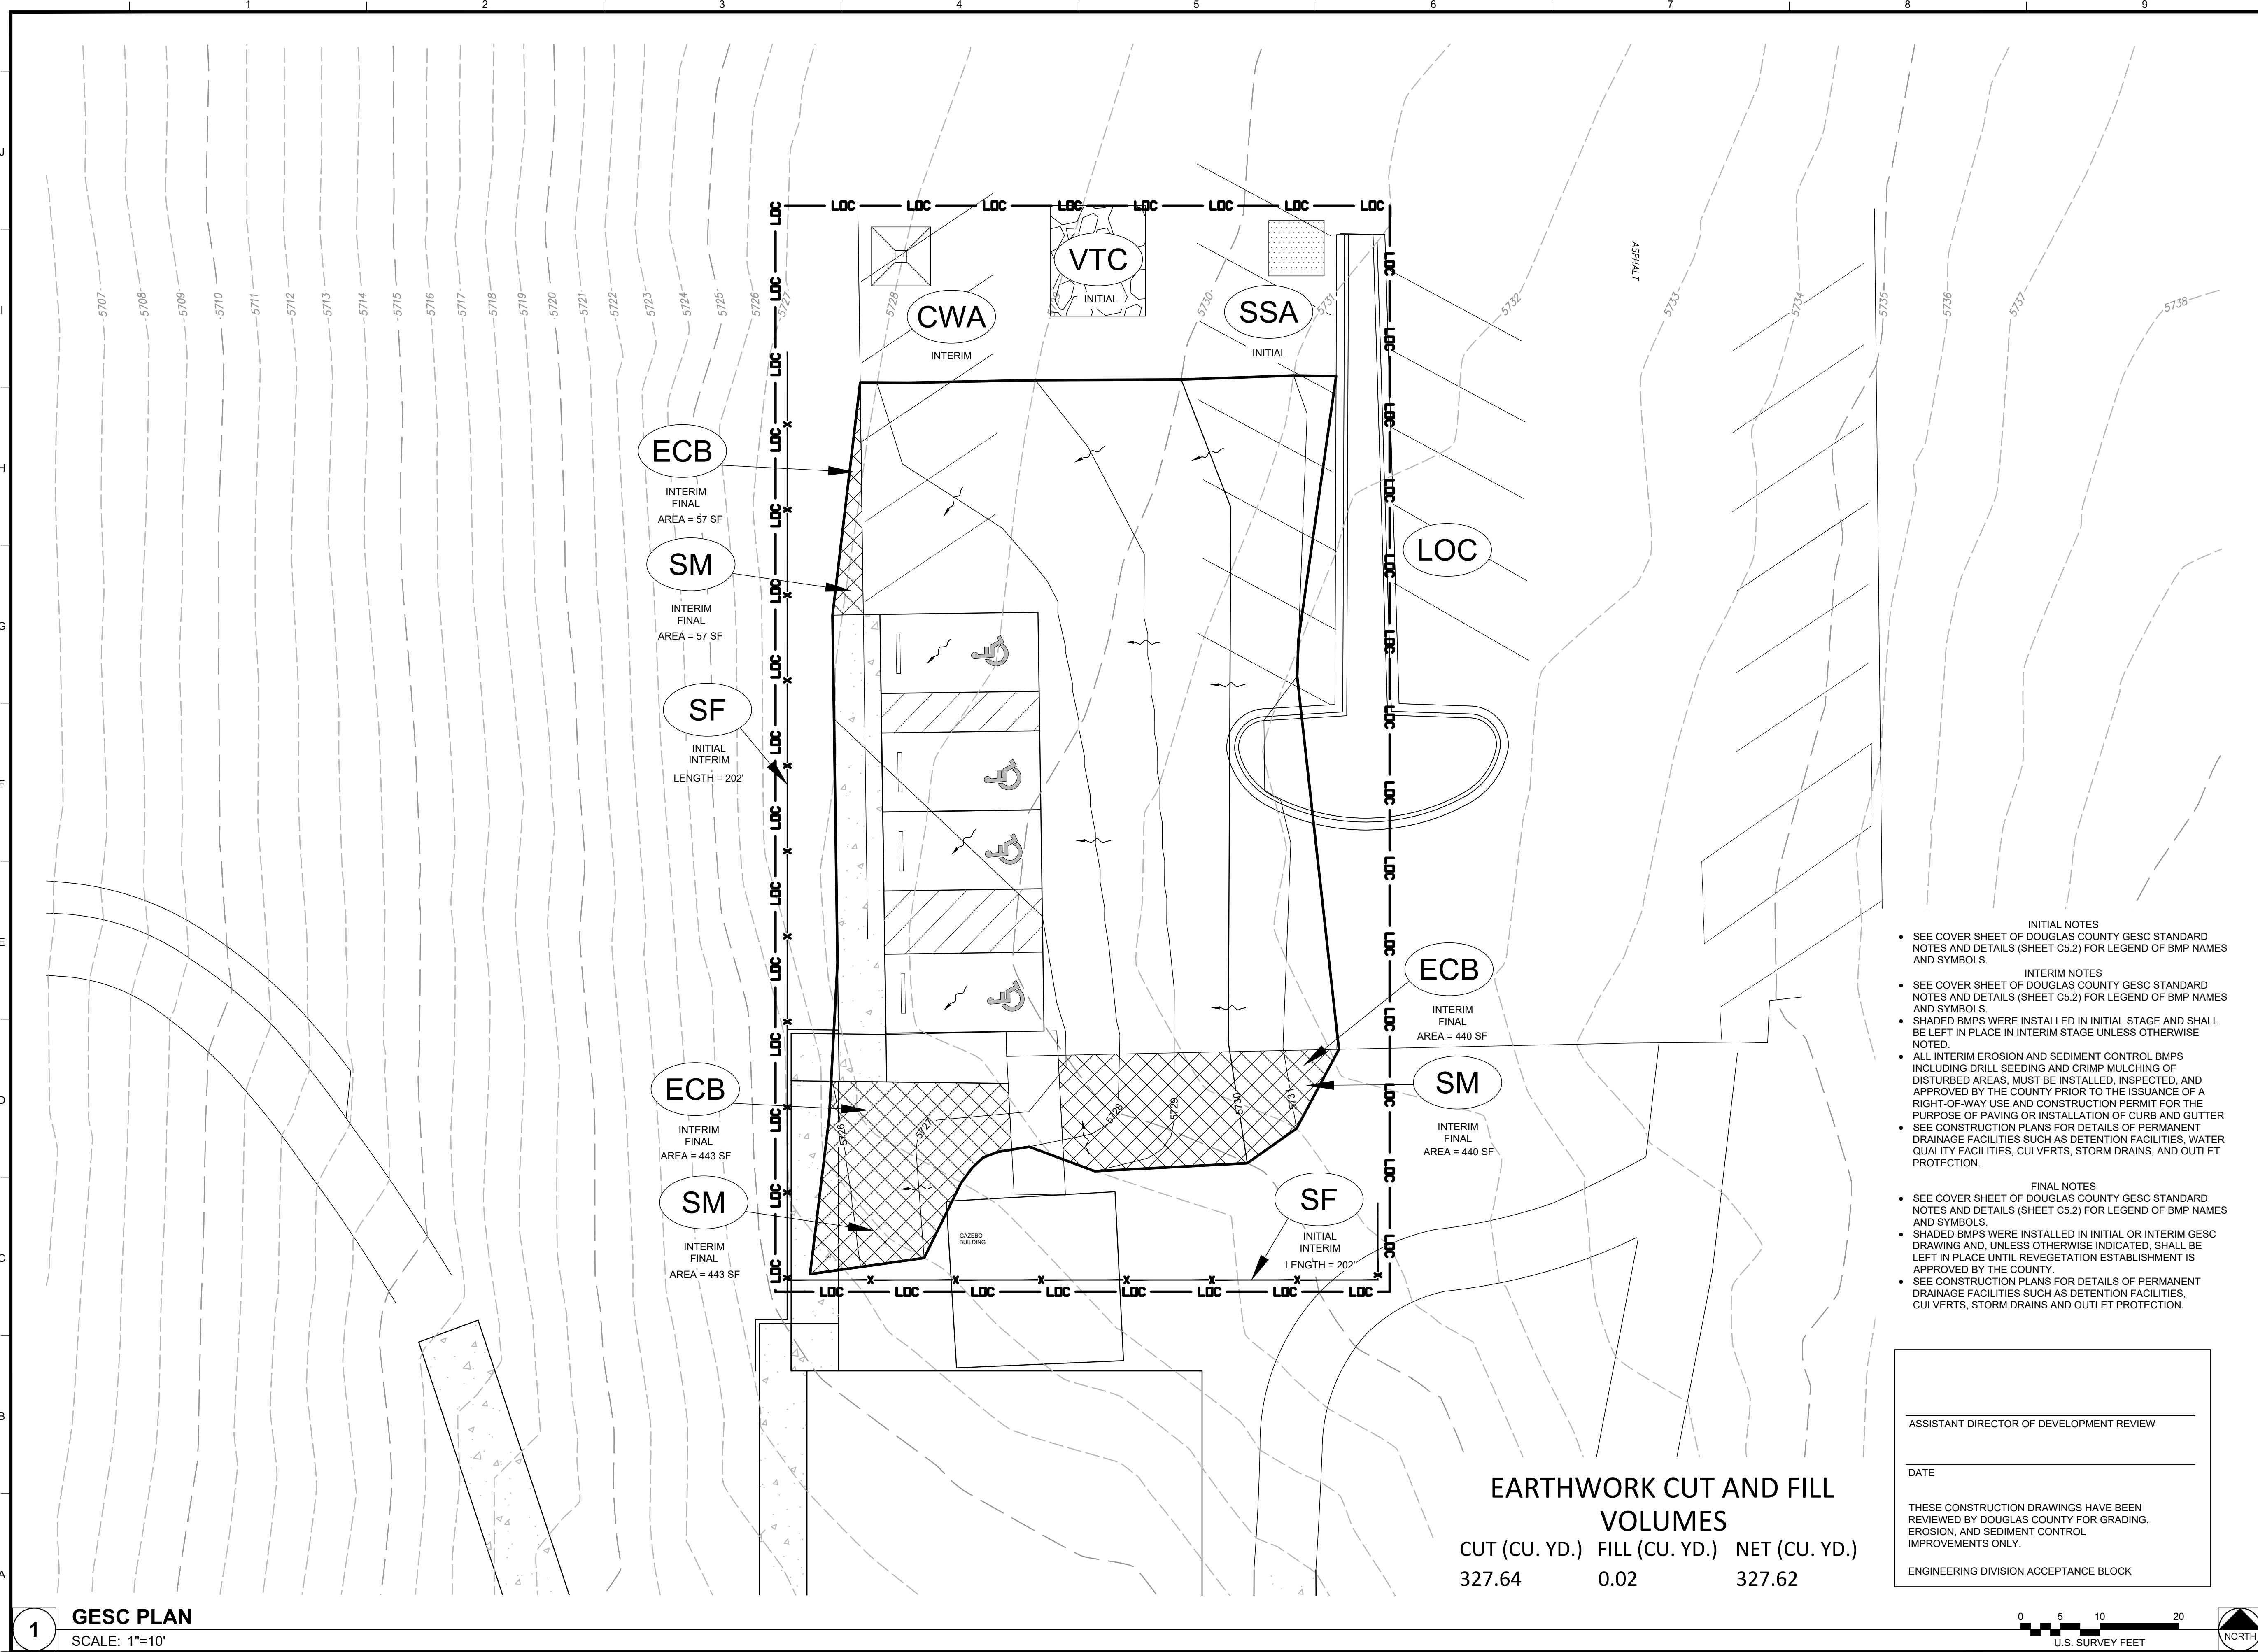 1 2 3 4 5 6 7 8 9
J
I
H
G
F
E
D
C
B
A
LOC LOC LOC LOC LOC LOC LOC LOC
5707 5708 5709 5710 5711 5712 5713 5714 5715 5716 5717 5718 5719 5720 5721 5722 5723 5724 5725 5726 5727 5728 5729 5730 5731 5732 5733 5734 5735 5736 5737 5738
ASPHALT
VTC
INITIAL
CWA
INTERIM
SSA
INITIAL
ECB
INTERIM
FINAL
AREA = 57 SF
SM
INTERIM
FINAL
AREA = 57 SF
LOC
SF
INITIAL
INTERIM
LENGTH = 202'
ECB
INTERIM
FINAL
AREA = 440 SF
SM
INTERIM
FINAL
AREA = 440 SF
ECB
INTERIM
FINAL
AREA = 443 SF
SM
INTERIM
FINAL
AREA = 443 SF
5726 5727 5728 5729 5730 5731
GAZEBO
BUILDING
SF
INITIAL
INTERIM
LENGTH = 202'
LOC LOC LOC LOC LOC LOC LOC LOC
INITIAL NOTES
• SEE COVER SHEET OF DOUGLAS COUNTY GESC STANDARD
NOTES AND DETAILS (SHEET C5.2) FOR LEGEND OF BMP NAMES
AND SYMBOLS.
INTERIM NOTES
• SEE COVER SHEET OF DOUGLAS COUNTY GESC STANDARD
NOTES AND DETAILS (SHEET C5.2) FOR LEGEND OF BMP NAMES
AND SYMBOLS.
• SHADED BMPS WERE INSTALLED IN INITIAL STAGE AND SHALL
BE LEFT IN PLACE IN INTERIM STAGE UNLESS OTHERWISE
NOTED.
• ALL INTERIM EROSION AND SEDIMENT CONTROL BMPS
INCLUDING DRILL SEEDING AND CRIMP MULCHING OF
DISTURBED AREAS, MUST BE INSTALLED, INSPECTED, AND
APPROVED BY THE COUNTY PRIOR TO THE ISSUANCE OF A
RIGHT-OF-WAY USE AND CONSTRUCTION PERMIT FOR THE
PURPOSE OF PAVING OR INSTALLATION OF CURB AND GUTTER
• SEE CONSTRUCTION PLANS FOR DETAILS OF PERMANENT
DRAINAGE FACILITIES SUCH AS DETENTION FACILITIES, WATER
QUALITY FACILITIES, CULVERTS, STORM DRAINS, AND OUTLET
PROTECTION.
FINAL NOTES
• SEE COVER SHEET OF DOUGLAS COUNTY GESC STANDARD
NOTES AND DETAILS (SHEET C5.2) FOR LEGEND OF BMP NAMES
AND SYMBOLS.
• SHADED BMPS WERE INSTALLED IN INITIAL OR INTERIM GESC
DRAWING AND, UNLESS OTHERWISE INDICATED, SHALL BE
LEFT IN PLACE UNTIL REVEGETATION ESTABLISHMENT IS
APPROVED BY THE COUNTY.
• SEE CONSTRUCTION PLANS FOR DETAILS OF PERMANENT
DRAINAGE FACILITIES SUCH AS DETENTION FACILITIES,
CULVERTS, STORM DRAINS AND OUTLET PROTECTION.
ASSISTANT DIRECTOR OF DEVELOPMENT REVIEW
DATE
THESE CONSTRUCTION DRAWINGS HAVE BEEN
REVIEWED BY DOUGLAS COUNTY FOR GRADING,
EROSION, AND SEDIMENT CONTROL
IMPROVEMENTS ONLY.
ENGINEERING DIVISION ACCEPTANCE BLOCK
EARTHWORK CUT AND FILL
VOLUMES
CUT (CU. YD.) FILL (CU. YD.) NET (CU. YD.)
327.64 0.02 327.62
1
GESC PLAN
SCALE: 1"=10'
0 5 10 20
U.S. SURVEY FEET
NORTH